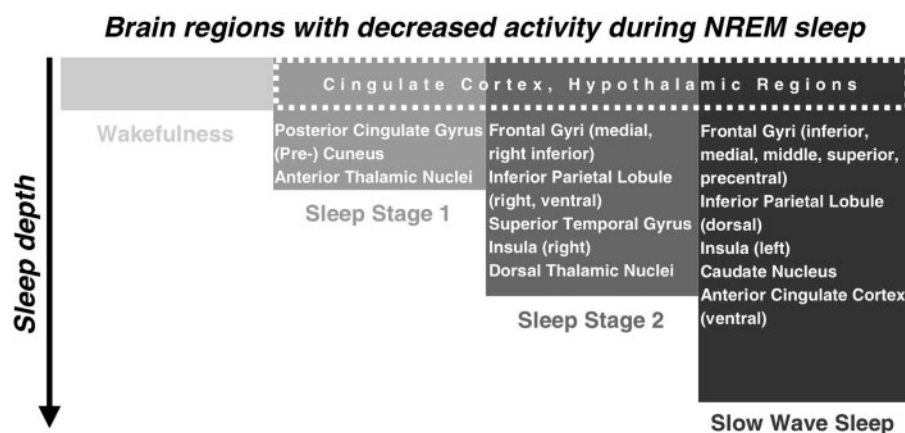 Brain regions with decreased activity during NREM sleep
Cingulate Cortex, Hypothalamic Regions
Wakefulness
Posterior Cingulate Gyrus
(Pre-) Cuneus
Anterior Thalamic Nuclei
Sleep Stage 1
Frontal Gyri (medial,
right inferior)
Inferior Parietal Lobule
(right, ventral)
Superior Temporal Gyrus
Insula (right)
Dorsal Thalamic Nuclei
Sleep Stage 2
Frontal Gyri (inferior,
medial, middle, superior,
precentral)
Inferior Parietal Lobule
(dorsal)
Insula (left)
Caudate Nucleus
Anterior Cingulate Cortex
(ventral)
Slow Wave Sleep
Sleep depth